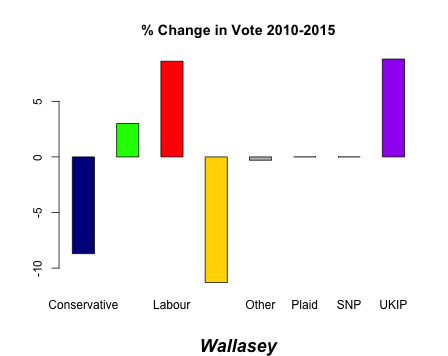 % Change in Vote 2010-2015
5
0
-5
-10
Conservative Labour Other Plaid SNP UKIP
Wallasey